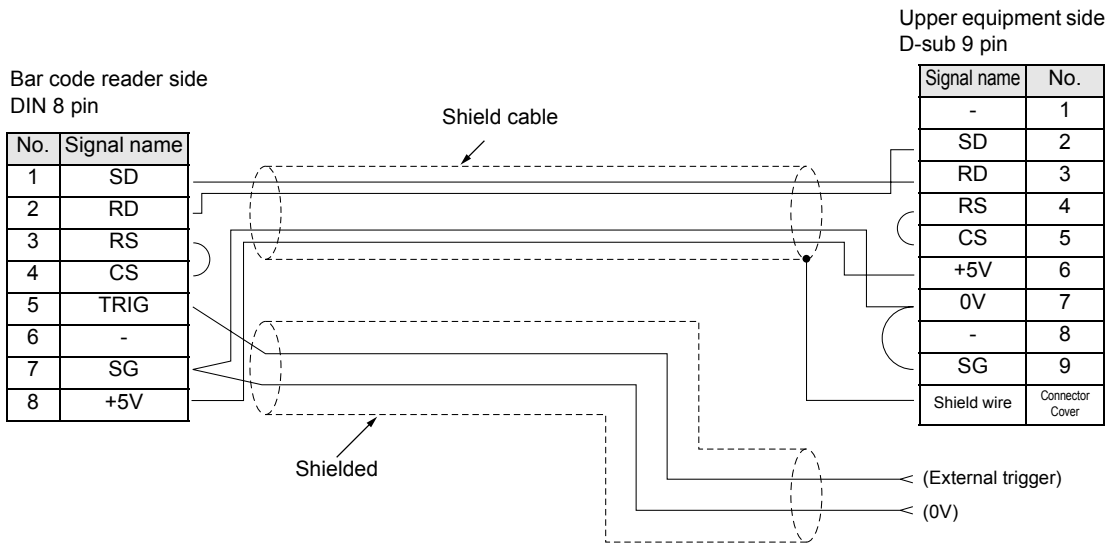 Upper equipment side
D-sub 9 pin
Bar code reader side
DIN 8 pin
Shield cable
No. Signal name
1 SD
2 RD
3 RS
4 CS
5 TRIG
6 -
7 SG
8 +5V
Signal name No.
- 1
SD 2
RD 3
RS 4
CS 5
+5V 6
0V 7
- 8
SG 9
Shield wire Connector
Cover
Shielded
(External trigger)
(0V)